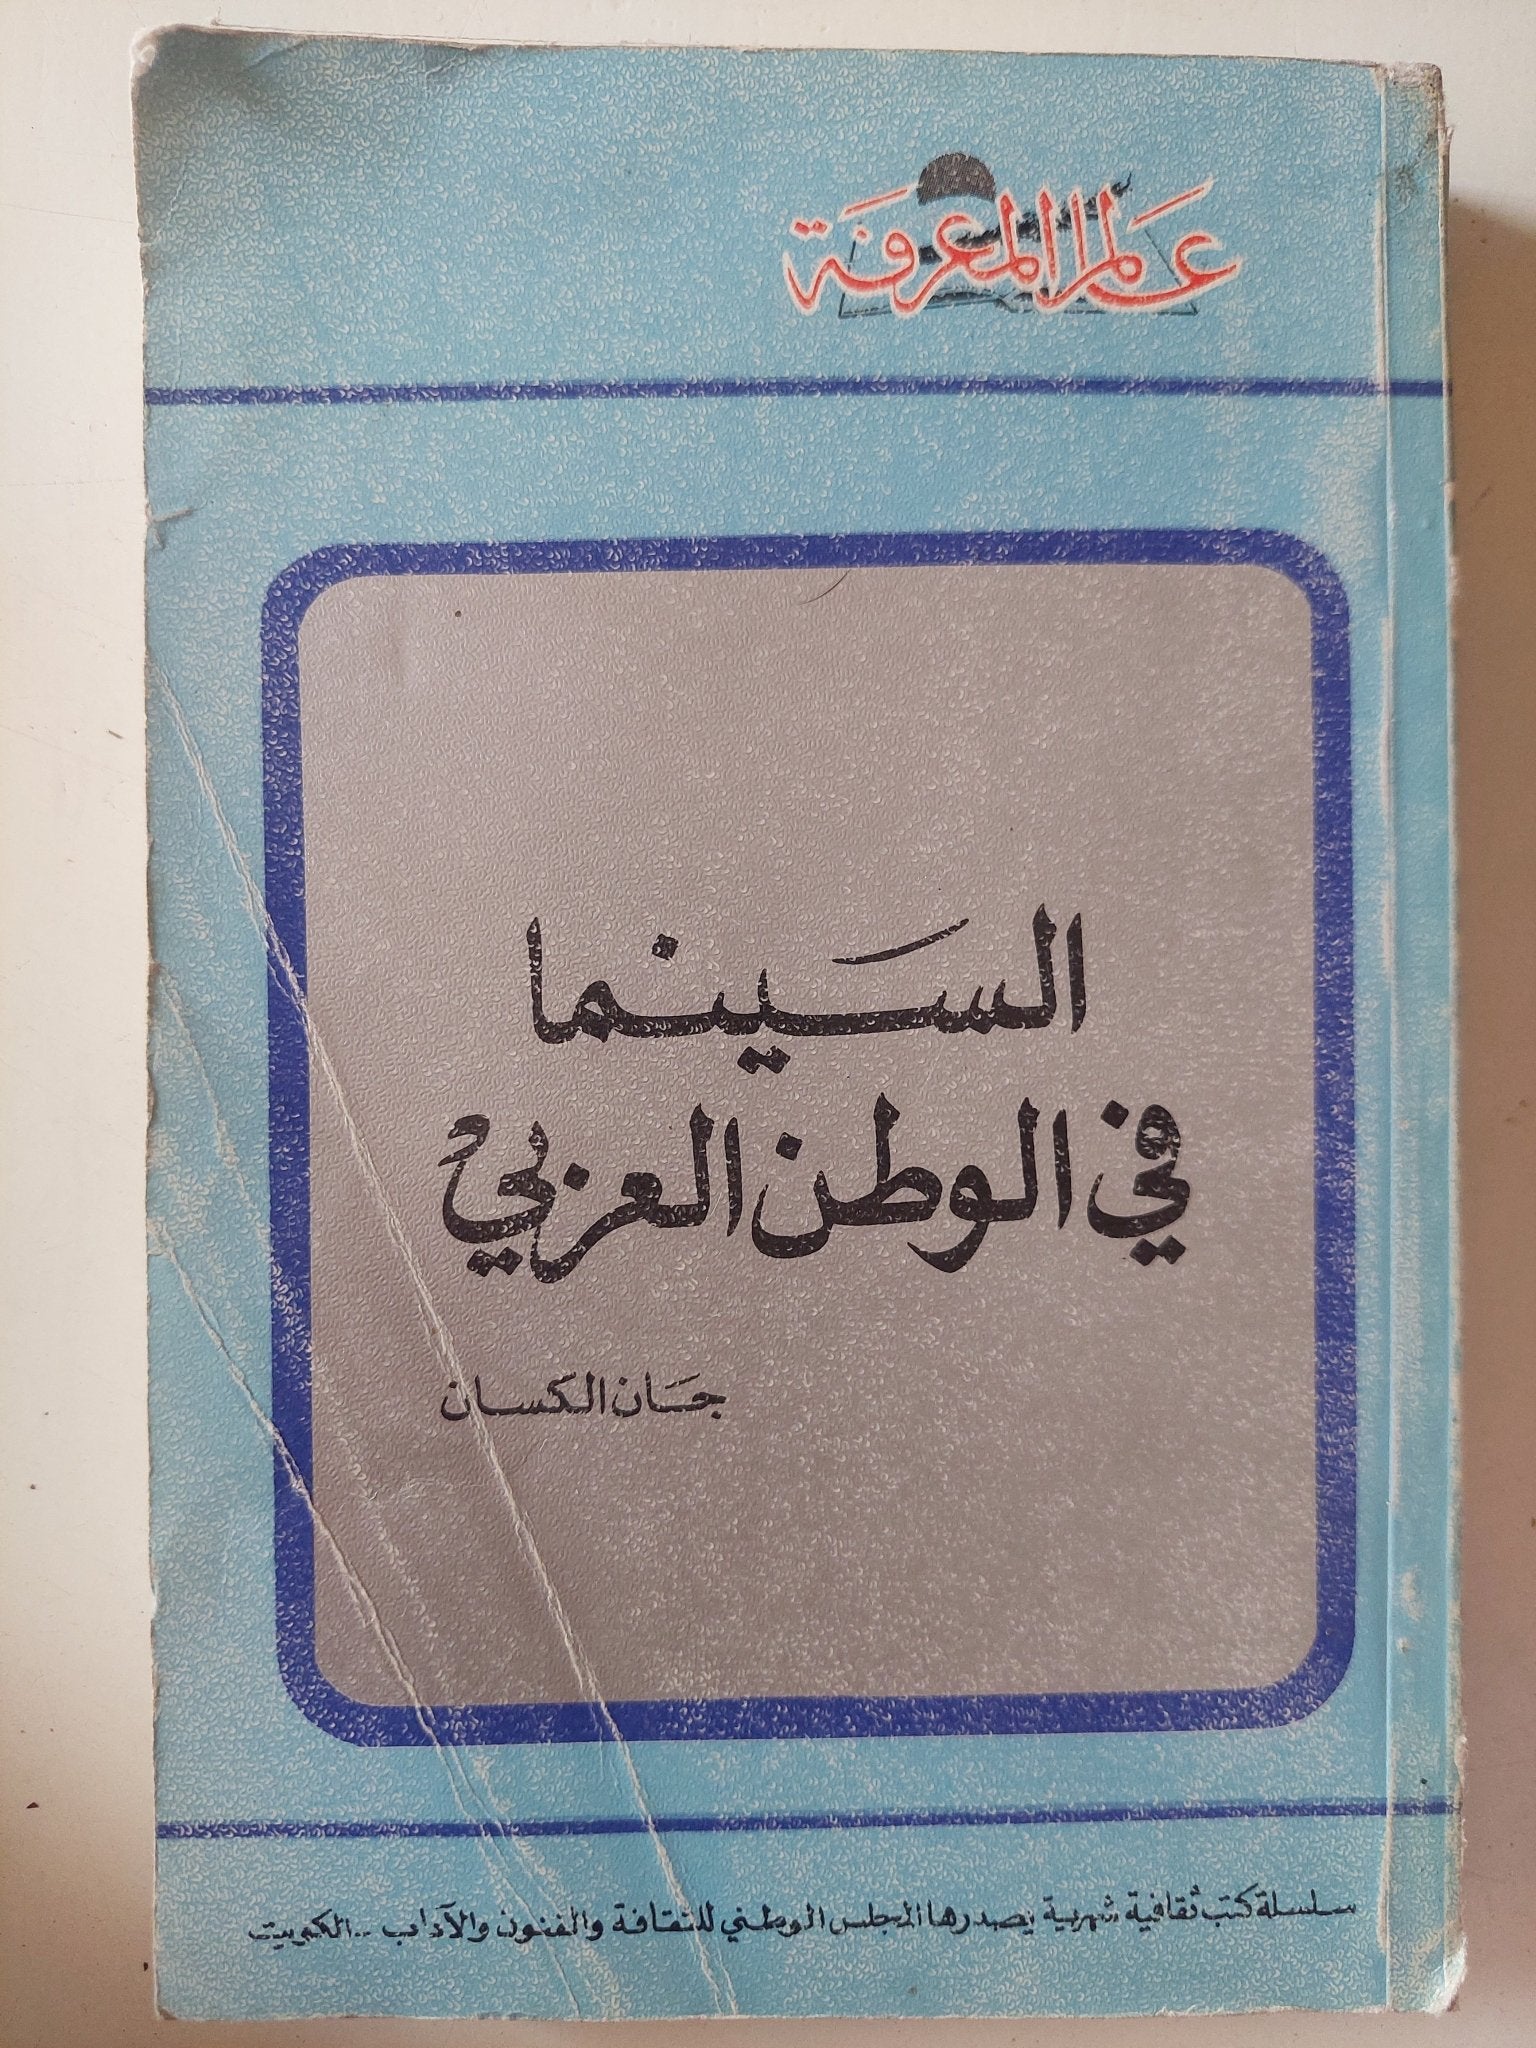 عالم المعرفة
السينما
في الوطن العربي
جان الكسان
سلسلة كتب ثقافية شهرية يصدرها المجلس الوطني للثقافة والفنون والآداب - الكويت